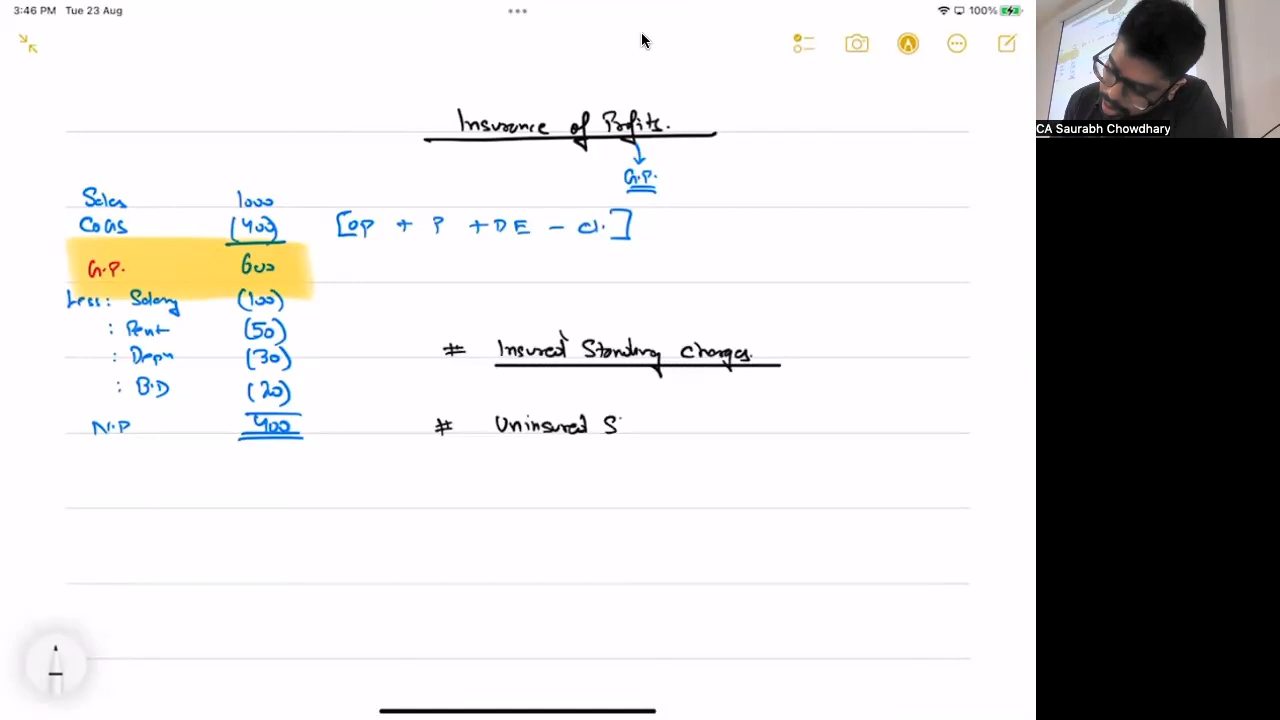 3:46 PM Tue 23 Aug
100%
CA Saurabh Chowdhary
Insurance of Profits.
G.P.
Sales 1000
COGS (400) [OP + P + DE - Cl.]
G.P. 600
Less: Salary (100)
: Rent (50)
: Depn (30)
: B.D (20)
N.P 400
# Insured Standing Charges.
# Uninsured S